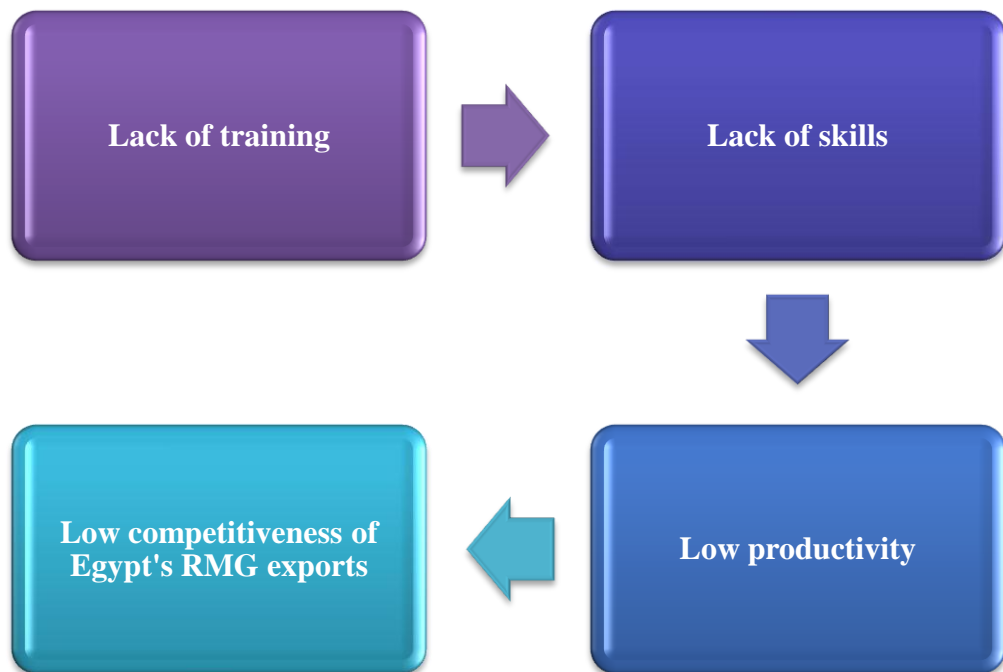 Lack of training
Lack of skills
Low productivity
Low competitiveness of
Egypt's RMG exports